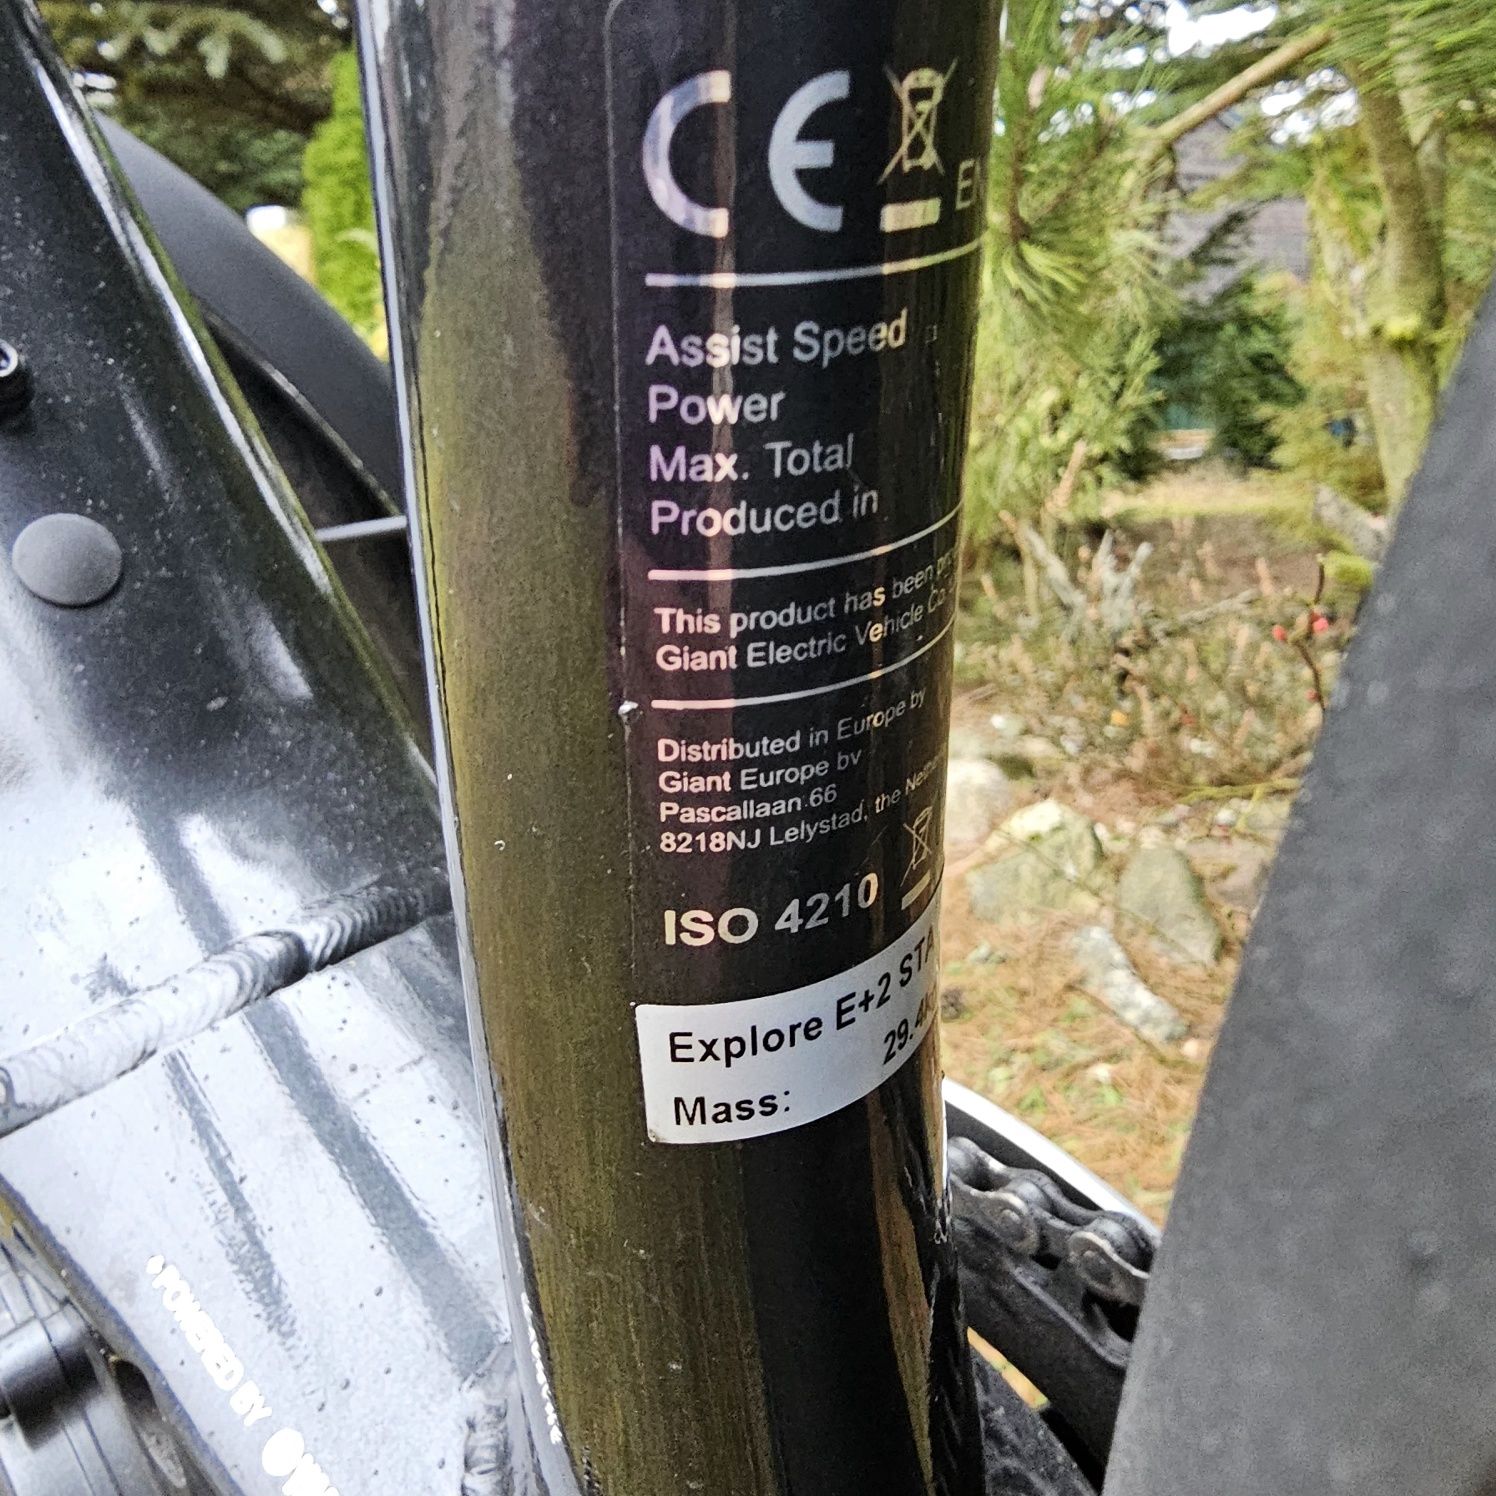 CE
Assist Speed
Power
Max. Total
Produced in
This product has been
Giant Electric Vehicle Co.
Distributed in Europe by
Giant Europe bv
Pascallaan 66
8218NJ Lelystad, the
ISO 4210
Explore E+2 STA
29.4k
Mass:
POWERED BY